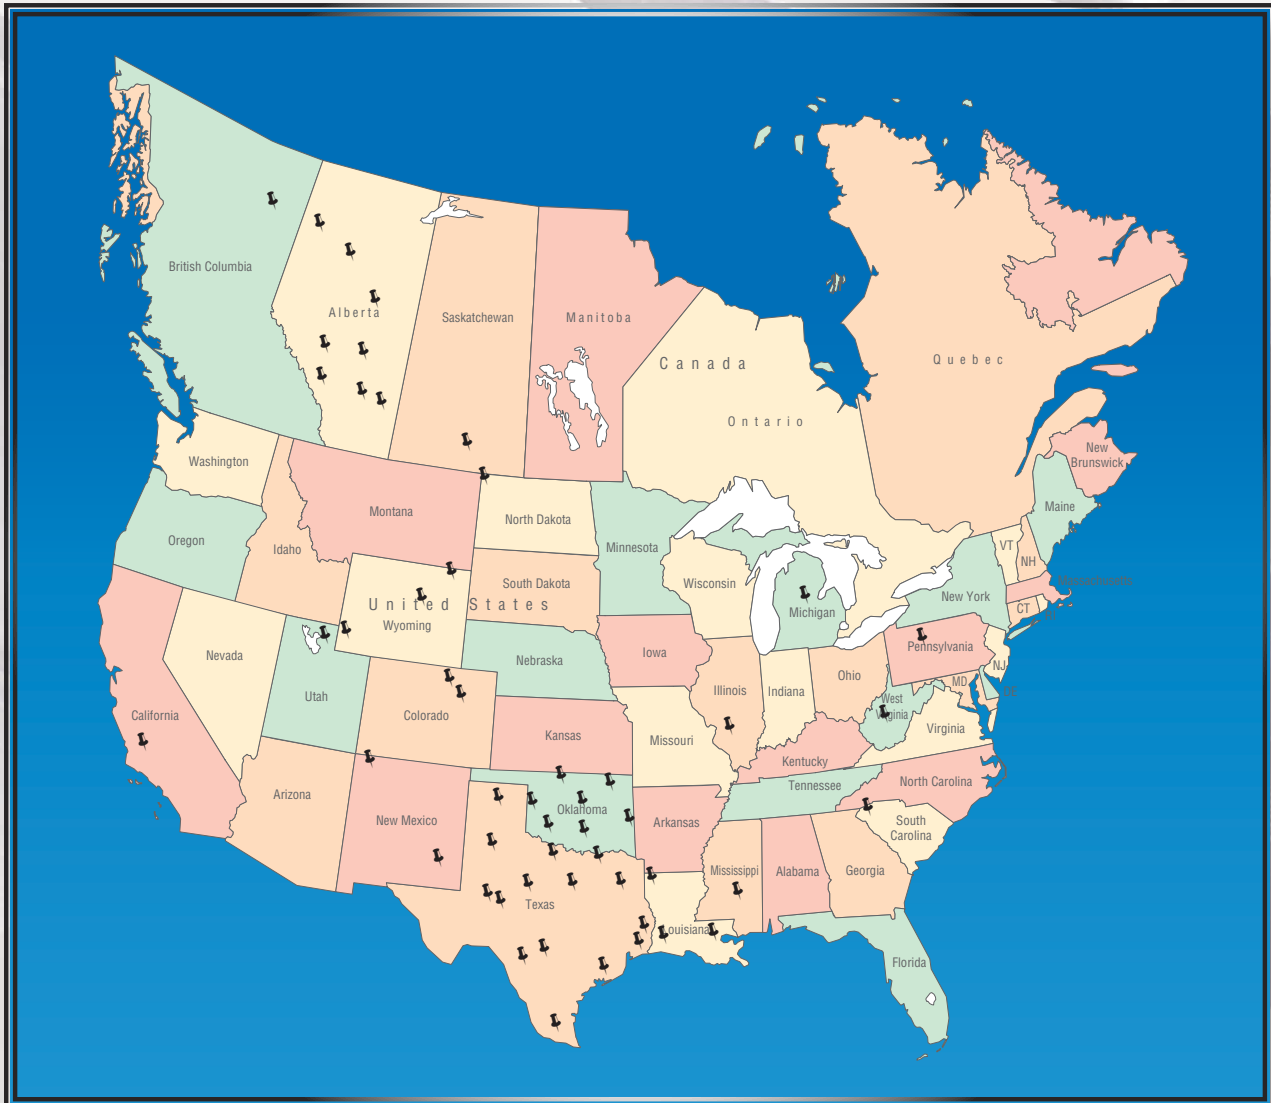 British Columbia
Alberta
Saskatchewan
Manitoba
Canada
Ontario
Quebec
New
Brunswick
Washington
Montana
North Dakota
Minnesota
Maine
Oregon
Idaho
South Dakota
Wisconsin
Michigan
VT
NH
New York
Massachusetts
CT
RI
United States
Wyoming
Nebraska
Iowa
Pennsylvania
NJ
Nevada
Utah
Colorado
Illinois
Indiana
Ohio
MD
DE
West
Virginia
Virginia
California
Kansas
Missouri
Kentucky
Arizona
New Mexico
Oklahoma
Arkansas
Tennessee
North Carolina
South
Carolina
Texas
Louisiana
Mississippi
Alabama
Georgia
Florida